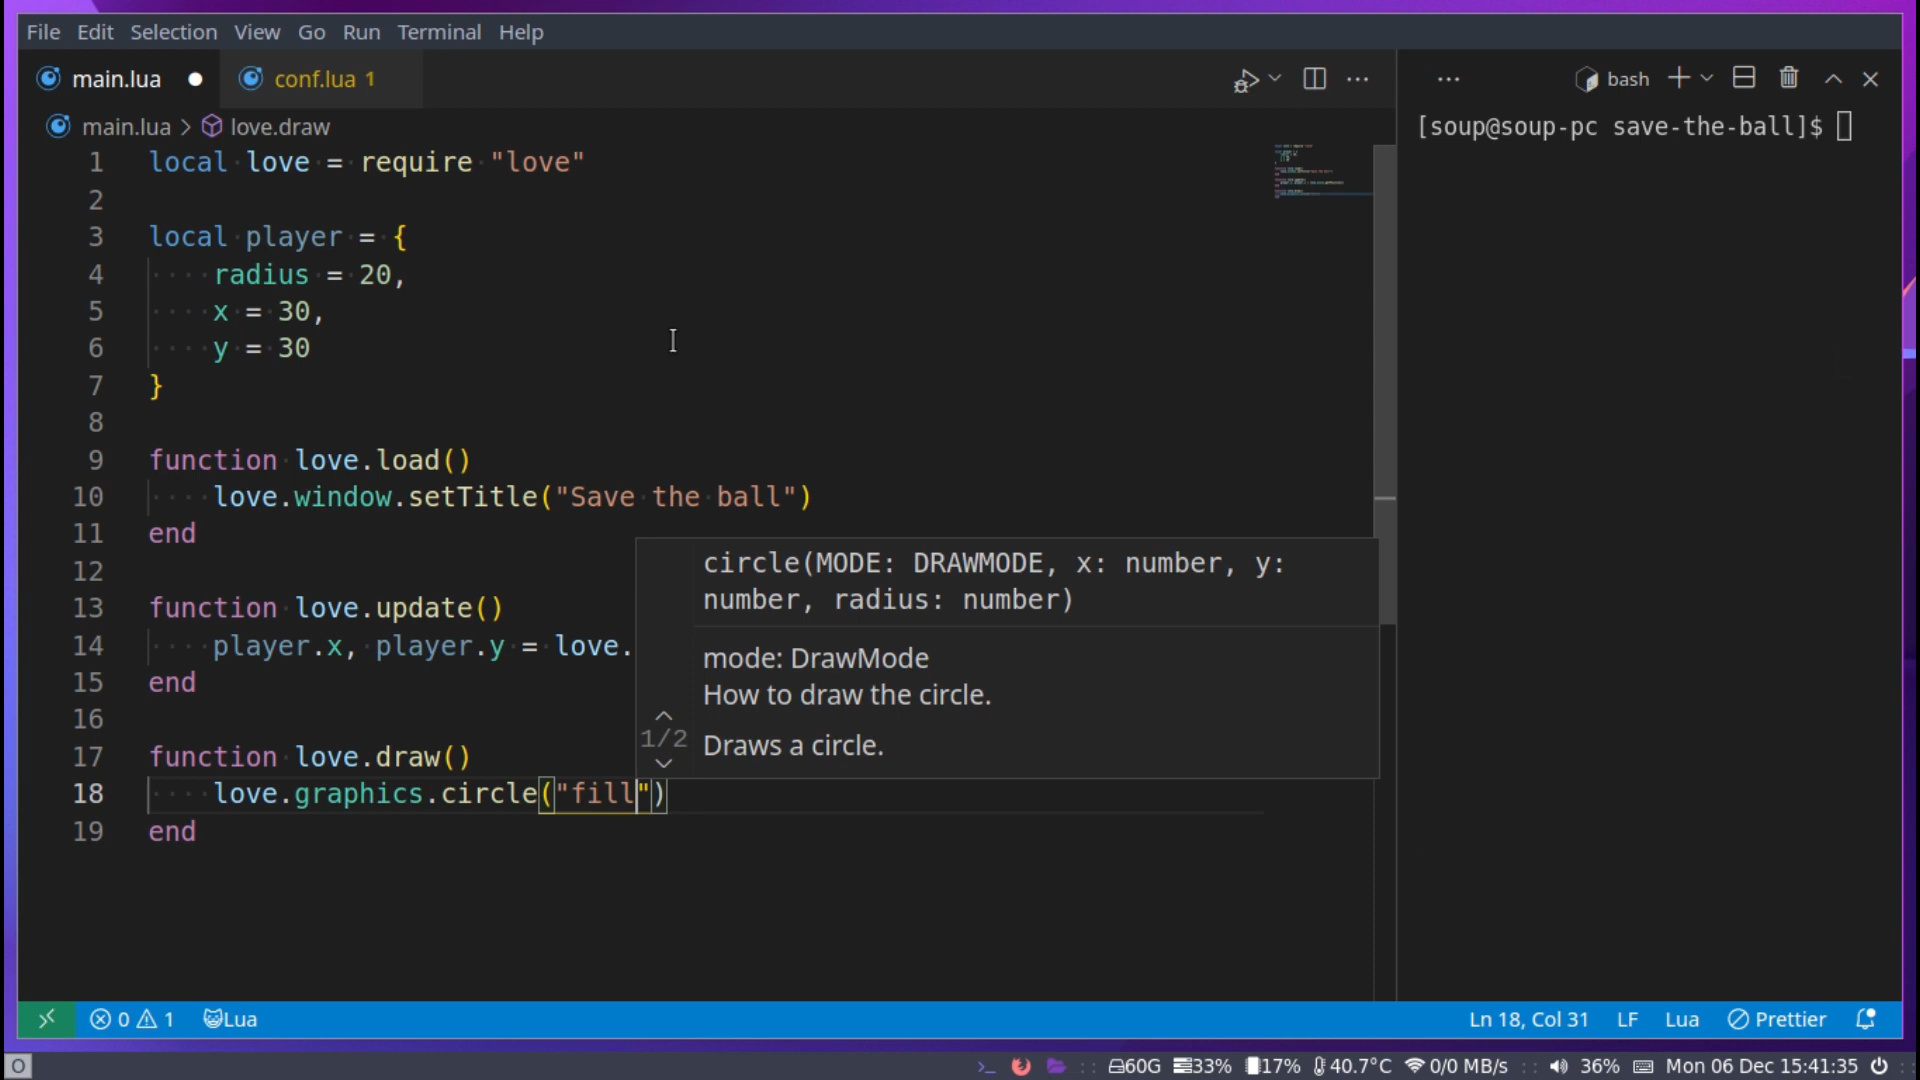 File Edit Selection View Go Run Terminal Help
main.lua conf.lua 1 bash
main.lua > love.draw
[soup@soup-pc save-the-ball]$
1 local love = require "love"
2
3 local player = {
4 radius = 20,
5 x = 30,
6 y = 30
7 }
8
9 function love.load()
10 love.window.setTitle("Save the ball")
11 end
12
13 function love.update()
14 player.x, player.y = love.
15 end
16
17 function love.draw()
18 love.graphics.circle("fill")
19 end
circle(MODE: DRAWMODE, x: number, y:
number, radius: number)
mode: DrawMode
How to draw the circle.
1/2
Draws a circle.
0 1 Lua Ln 18, Col 31 LF Lua Prettier
O 60G 33% 17% 40.7°C 0/0 MB/s 36% Mon 06 Dec 15:41:35